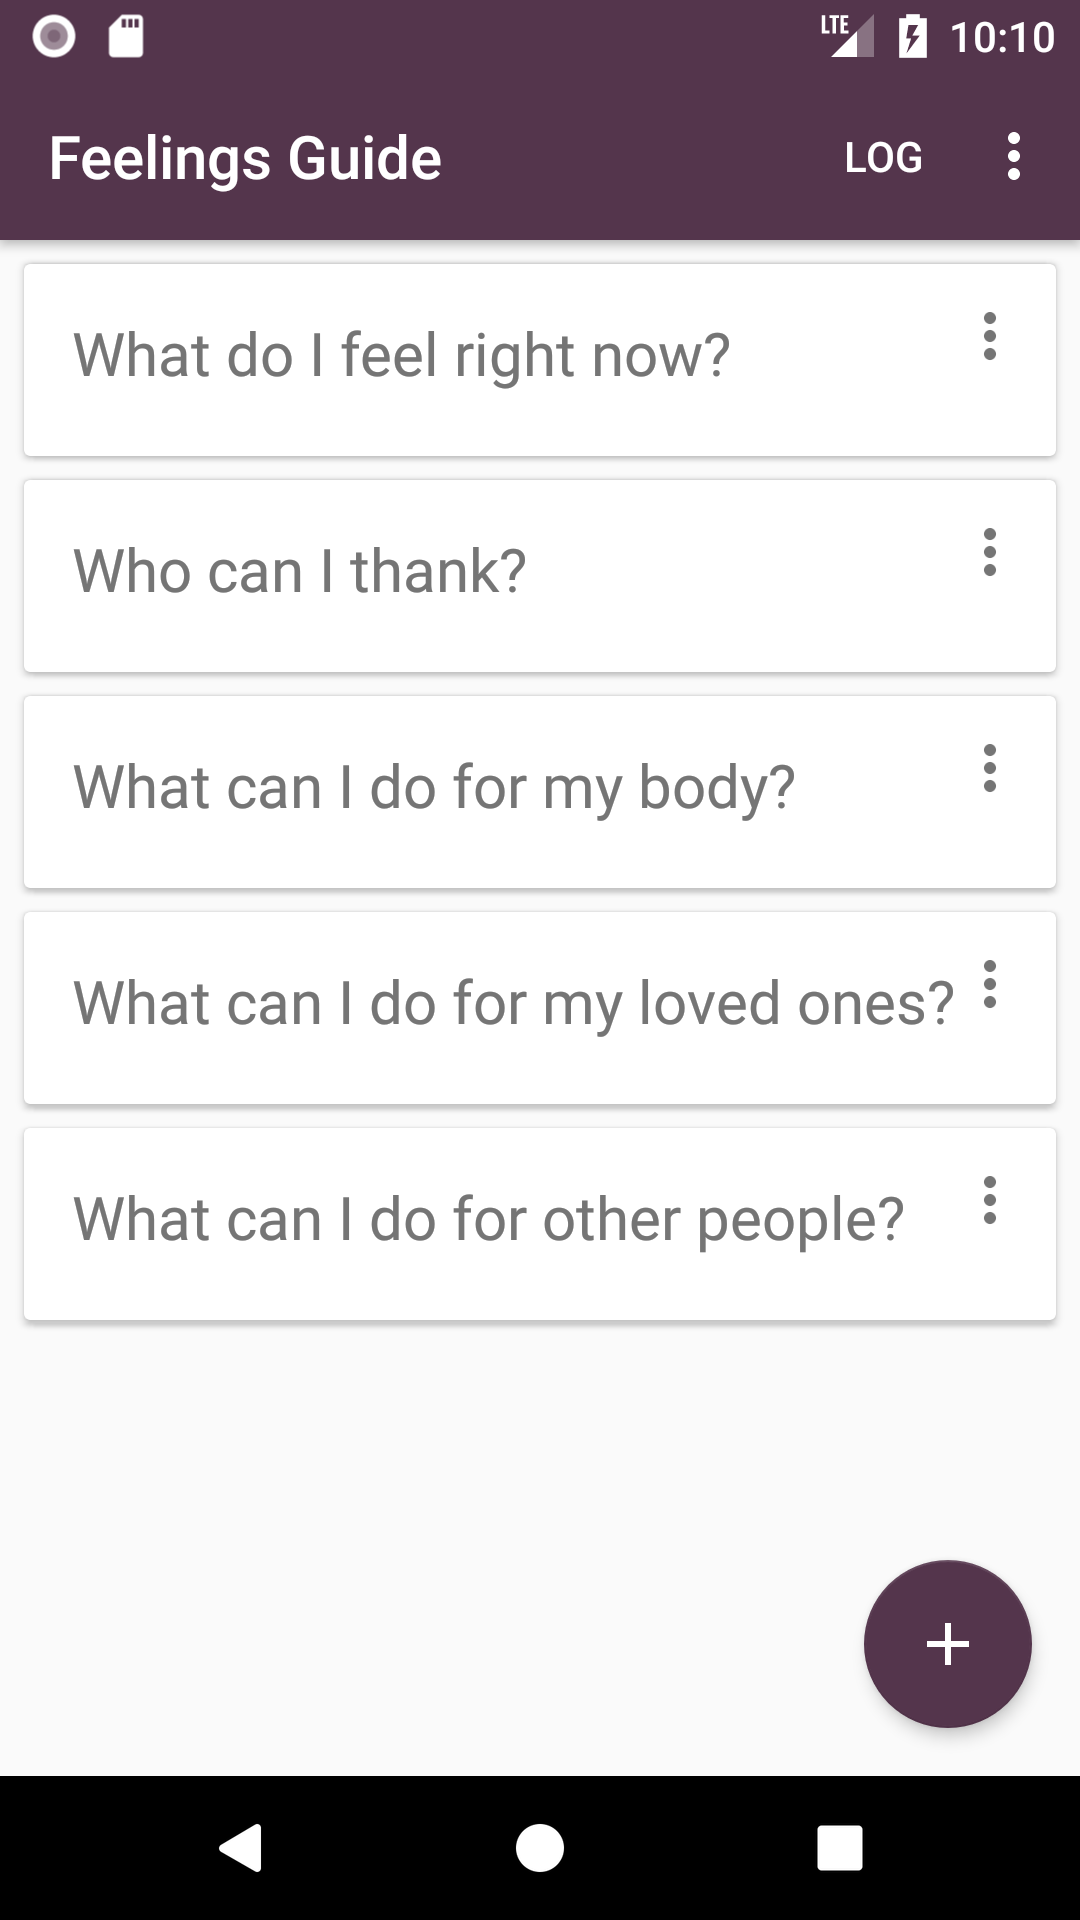 LTE 10:10
Feelings Guide LOG
What do I feel right now?
Who can I thank?
What can I do for my body?
What can I do for my loved ones?
What can I do for other people?